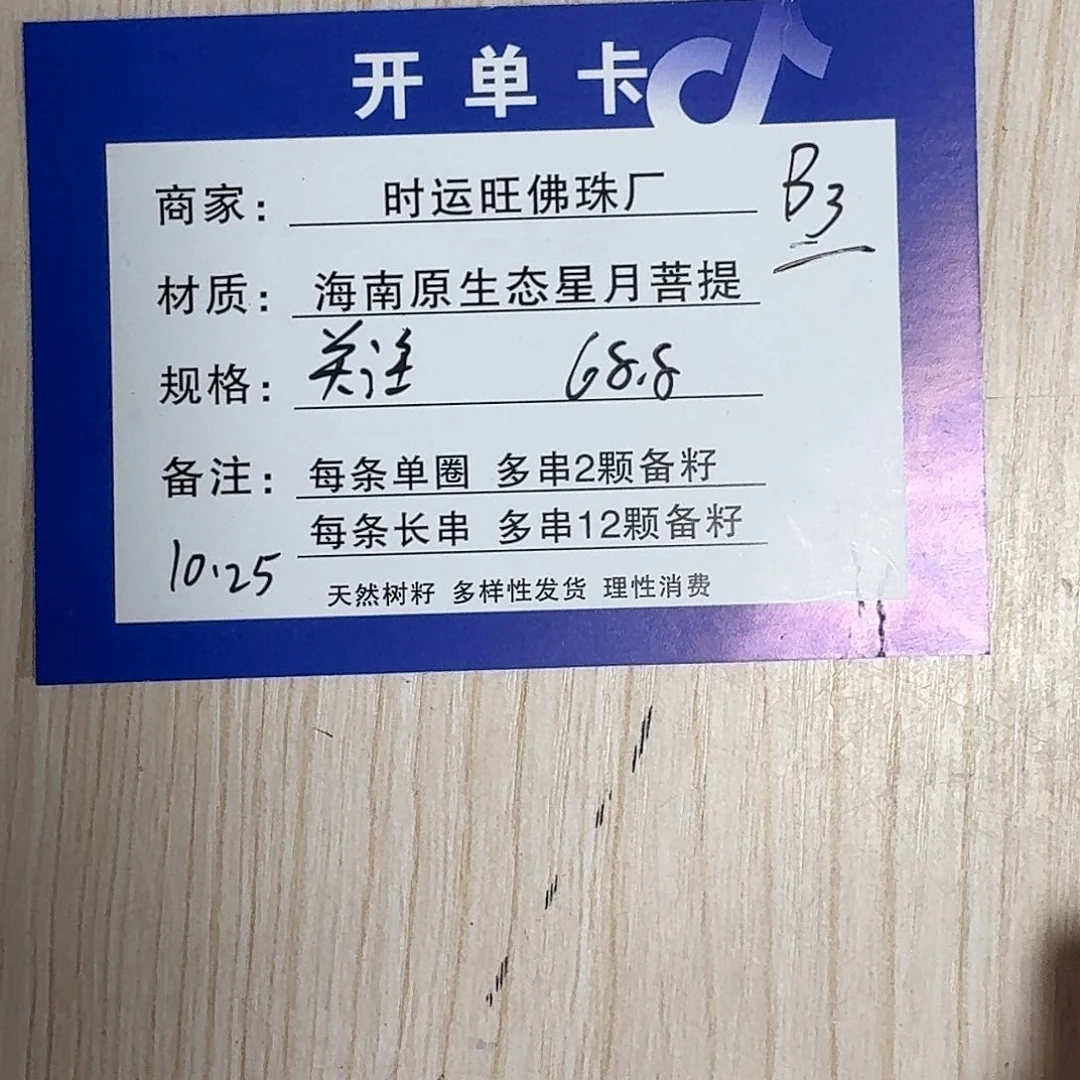 开单卡
商家： 时运旺佛珠厂 B3
材质： 海南原生态星月菩提
规格： 关注 68.8
备注： 每条单圈 多串2颗备籽
每条长串 多串12颗备籽
10.25
天然树籽 多样性发货 理性消费